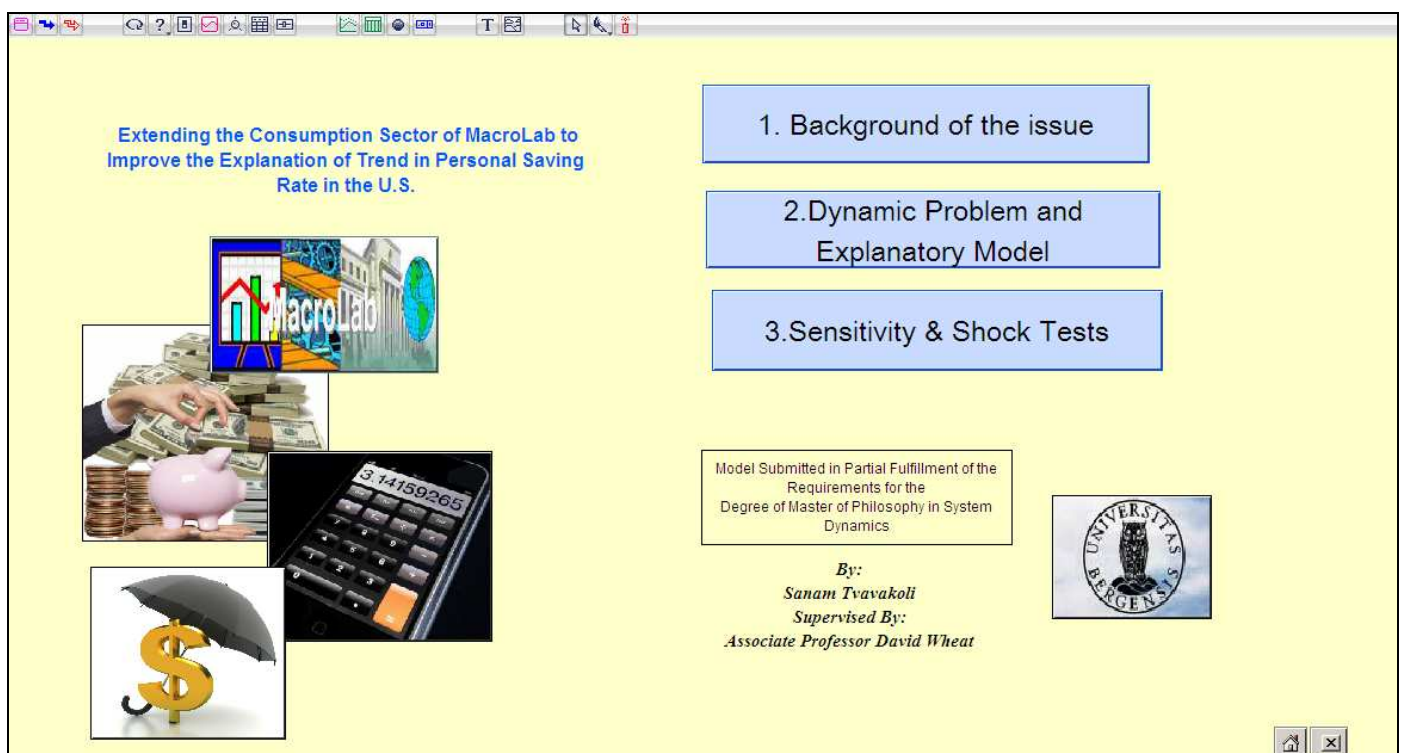 Extending the Consumption Sector of MacroLab to
Improve the Explanation of Trend in Personal Saving
Rate in the U.S.
MacroLab
3.14159265
1. Background of the issue
2.Dynamic Problem and
Explanatory Model
3.Sensitivity & Shock Tests
Model Submitted in Partial Fulfillment of the
Requirements for the
Degree of Master of Philosophy in System
Dynamics
By:
Sanam Tvavakoli
Supervised By:
Associate Professor David Wheat
UNIVERSITAS
BERGENSIS